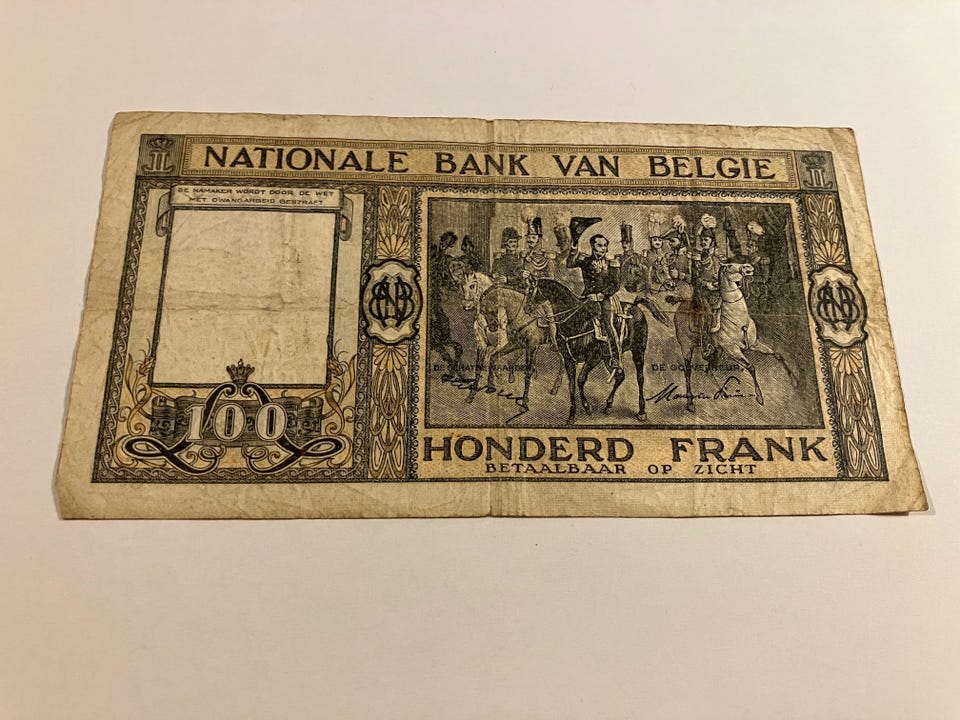 NATIONALE BANK VAN BELGIE
DE NAMAKER WORDT DOOR DE WET
MET DWANGARBEID GESTRAFT
DE GOUVERNEUR,
100
HONDERD FRANK
BETAALBAAR OP ZICHT